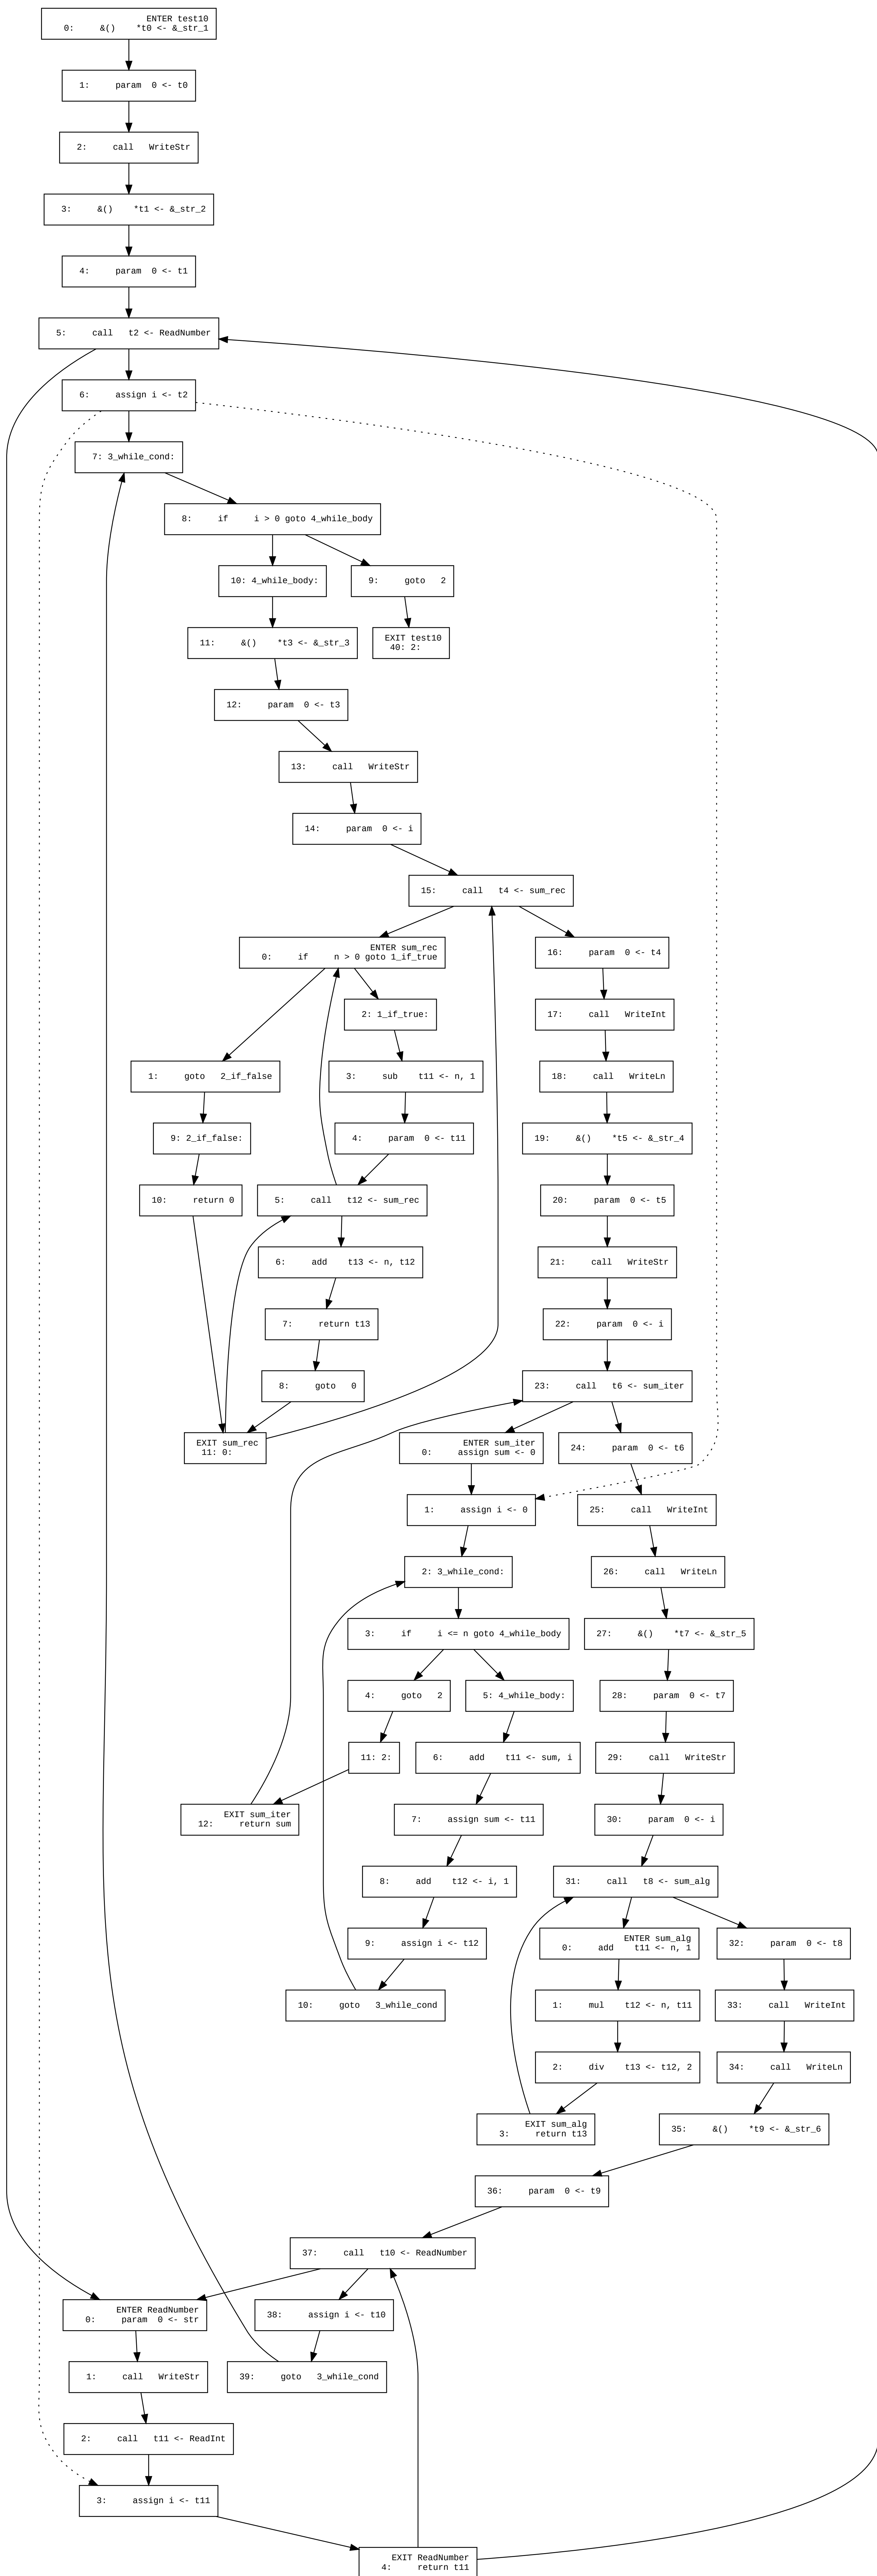 ENTER test10
0: &() *t0 <- &_str_1
1: param 0 <- t0
2: call WriteStr
3: &() *t1 <- &_str_2
4: param 0 <- t1
5: call t2 <- ReadNumber
6: assign i <- t2
7: 3_while_cond:
8: if i > 0 goto 4_while_body
10: 4_while_body:
9: goto 2
11: &() *t3 <- &_str_3
EXIT test10
40: 2:
12: param 0 <- t3
13: call WriteStr
14: param 0 <- i
15: call t4 <- sum_rec
ENTER sum_rec
0: if n > 0 goto 1_if_true
16: param 0 <- t4
2: 1_if_true:
17: call WriteInt
1: goto 2_if_false
3: sub t11 <- n, 1
18: call WriteLn
9: 2_if_false:
4: param 0 <- t11
19: &() *t5 <- &_str_4
10: return 0
5: call t12 <- sum_rec
20: param 0 <- t5
6: add t13 <- n, t12
21: call WriteStr
7: return t13
22: param 0 <- i
8: goto 0
23: call t6 <- sum_iter
EXIT sum_rec
11: 0:
ENTER sum_iter
0: assign sum <- 0
24: param 0 <- t6
1: assign i <- 0
25: call WriteInt
2: 3_while_cond:
26: call WriteLn
3: if i <= n goto 4_while_body
27: &() *t7 <- &_str_5
4: goto 2
5: 4_while_body:
28: param 0 <- t7
11: 2:
6: add t11 <- sum, i
29: call WriteStr
EXIT sum_iter
12: return sum
7: assign sum <- t11
30: param 0 <- i
8: add t12 <- i, 1
31: call t8 <- sum_alg
9: assign i <- t12
ENTER sum_alg
0: add t11 <- n, 1
32: param 0 <- t8
10: goto 3_while_cond
1: mul t12 <- n, t11
33: call WriteInt
2: div t13 <- t12, 2
34: call WriteLn
EXIT sum_alg
3: return t13
35: &() *t9 <- &_str_6
36: param 0 <- t9
37: call t10 <- ReadNumber
ENTER ReadNumber
0: param 0 <- str
38: assign i <- t10
1: call WriteStr
39: goto 3_while_cond
2: call t11 <- ReadInt
3: assign i <- t11
EXIT ReadNumber
4: return t11